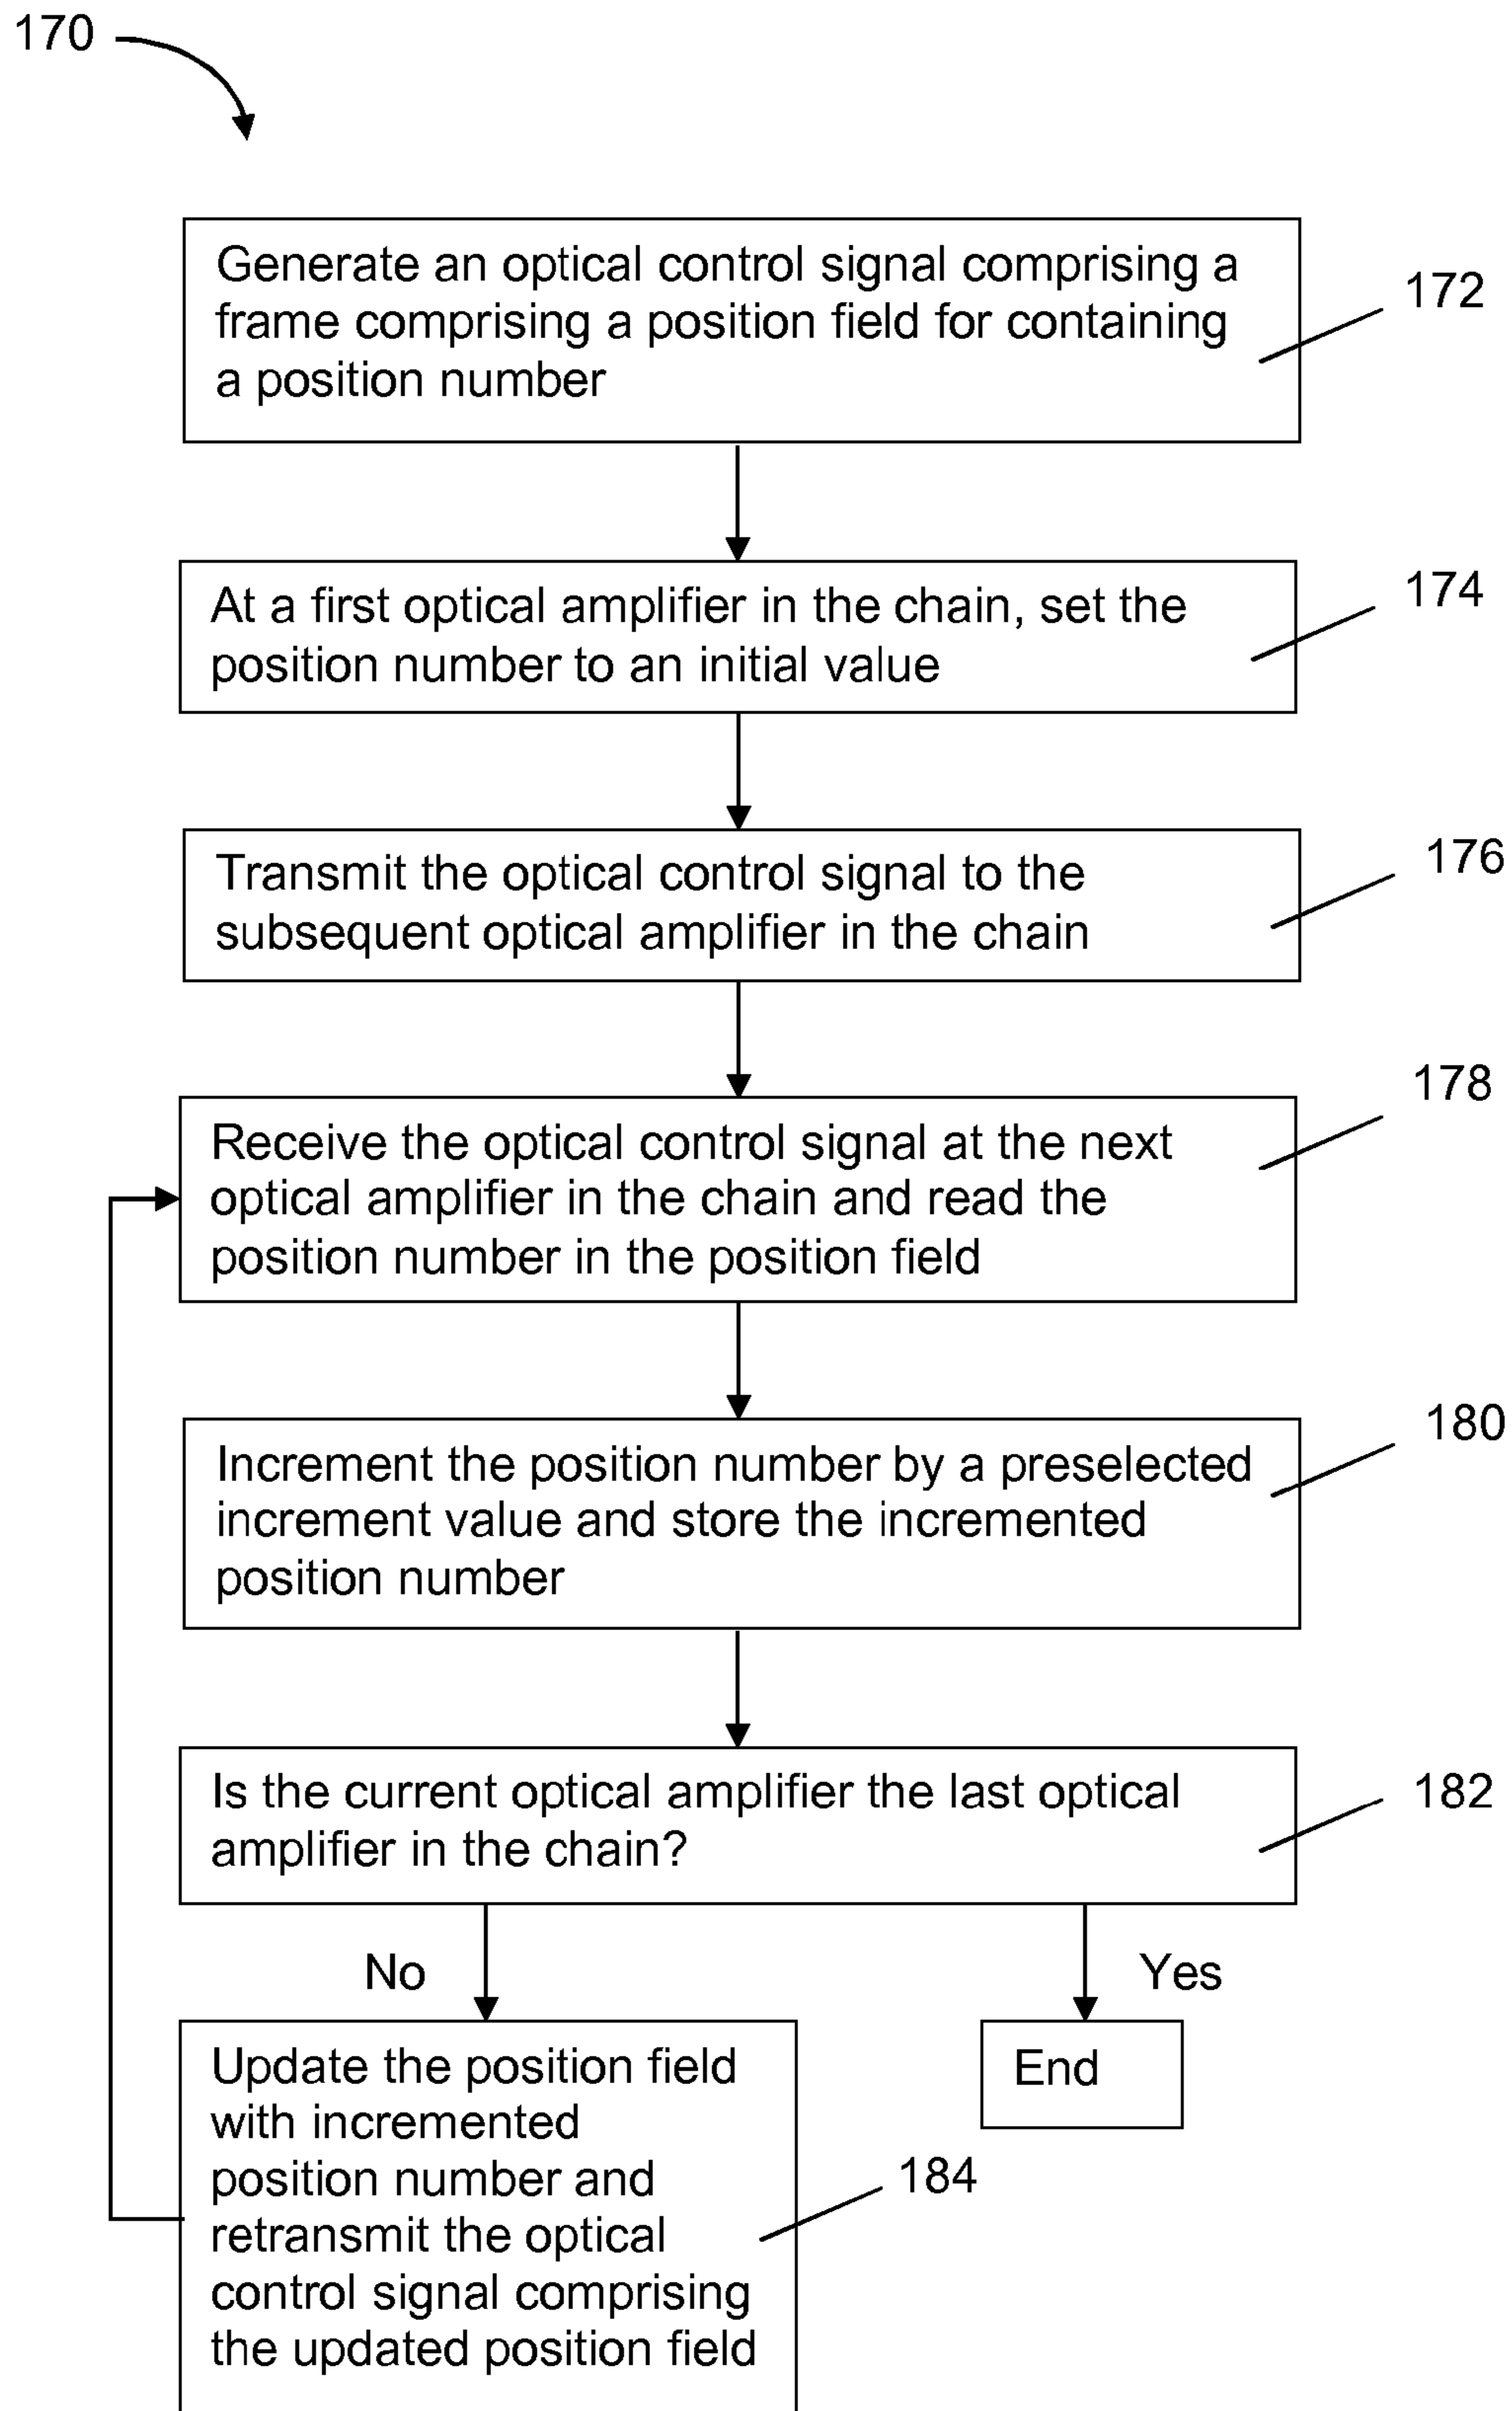 170
Generate an optical control signal comprising a
frame comprising a position field for containing
a position number
172
At a first optical amplifier in the chain, set the
position number to an initial value
174
Transmit the optical control signal to the
subsequent optical amplifier in the chain
176
Receive the optical control signal at the next
optical amplifier in the chain and read the
position number in the position field
178
Increment the position number by a preselected
increment value and store the incremented
position number
180
Is the current optical amplifier the last optical
amplifier in the chain?
182
No
Yes
Update the position field
with incremented
position number and
retransmit the optical
control signal comprising
the updated position field
184
End